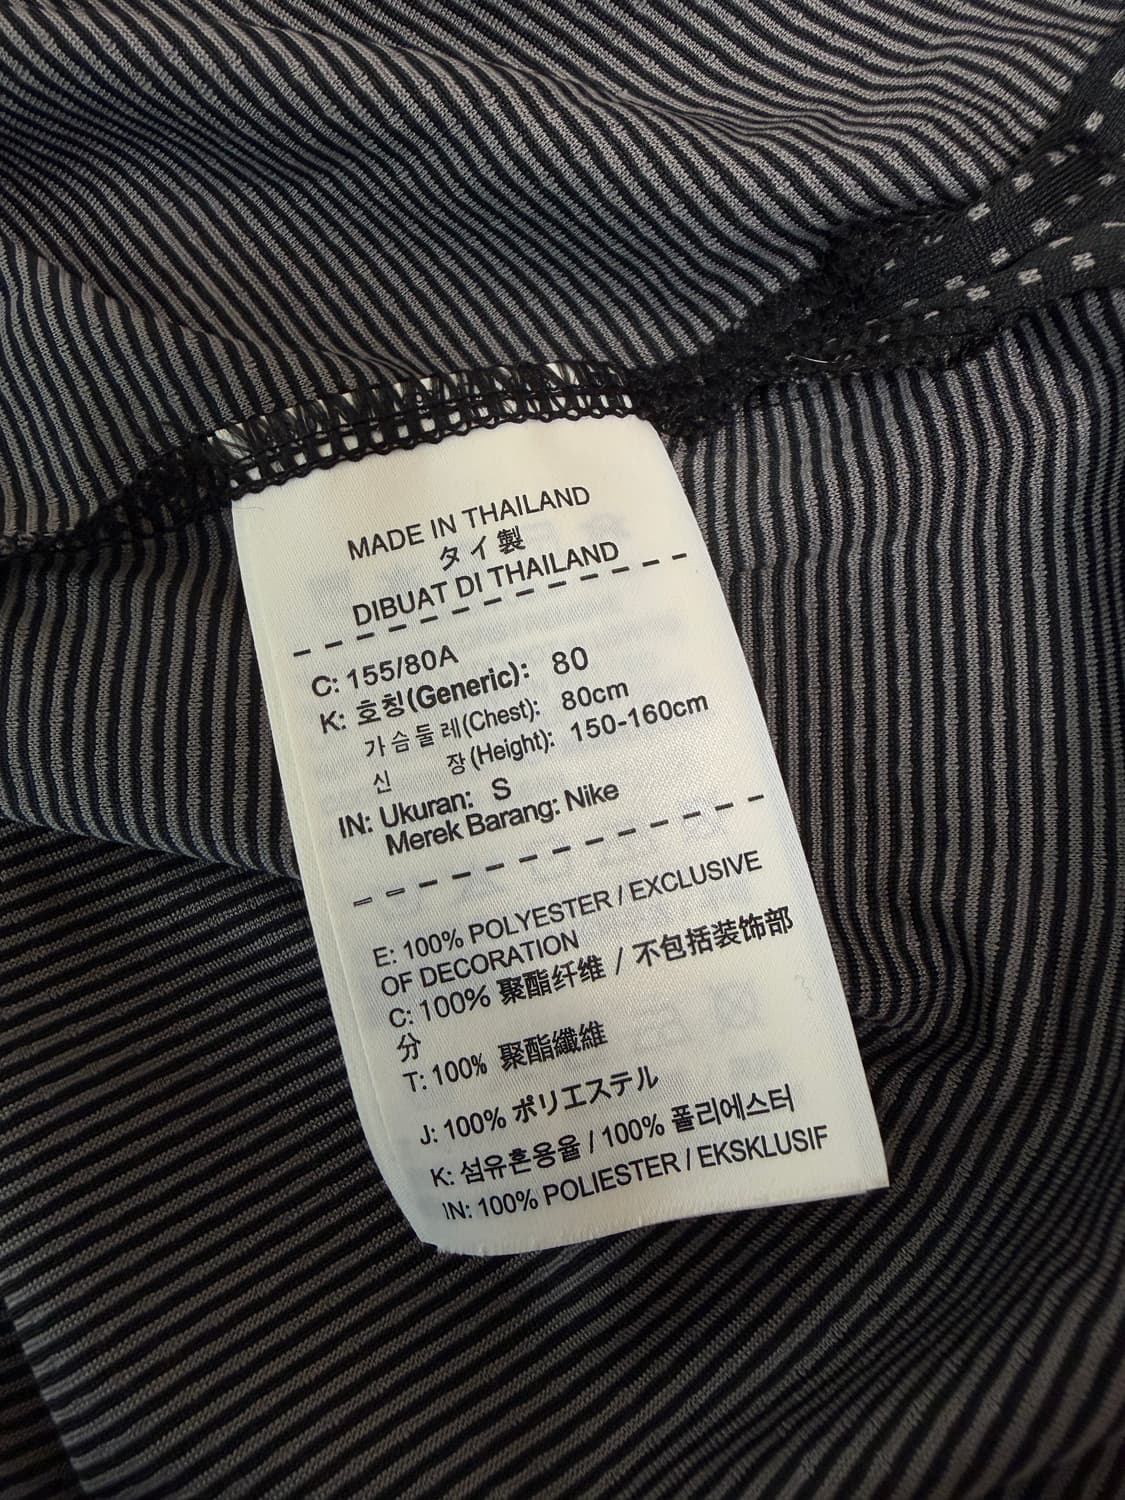 MADE IN THAILAND
タイ製
DIBUAT DI THAILAND
C: 155/80A
K: 호칭(Generic): 80
가슴둘레(Chest): 80cm
신 장(Height): 150-160cm
IN: Ukuran: S
Merek Barang: Nike
E: 100% POLYESTER / EXCLUSIVE
OF DECORATION
C: 100% 聚酯纤维 / 不包括装饰部
分
T: 100% 聚酯纖維
J: 100% ポリエステル
K: 섬유혼용율 / 100% 폴리에스터
IN: 100% POLIESTER / EKSKLUSIF